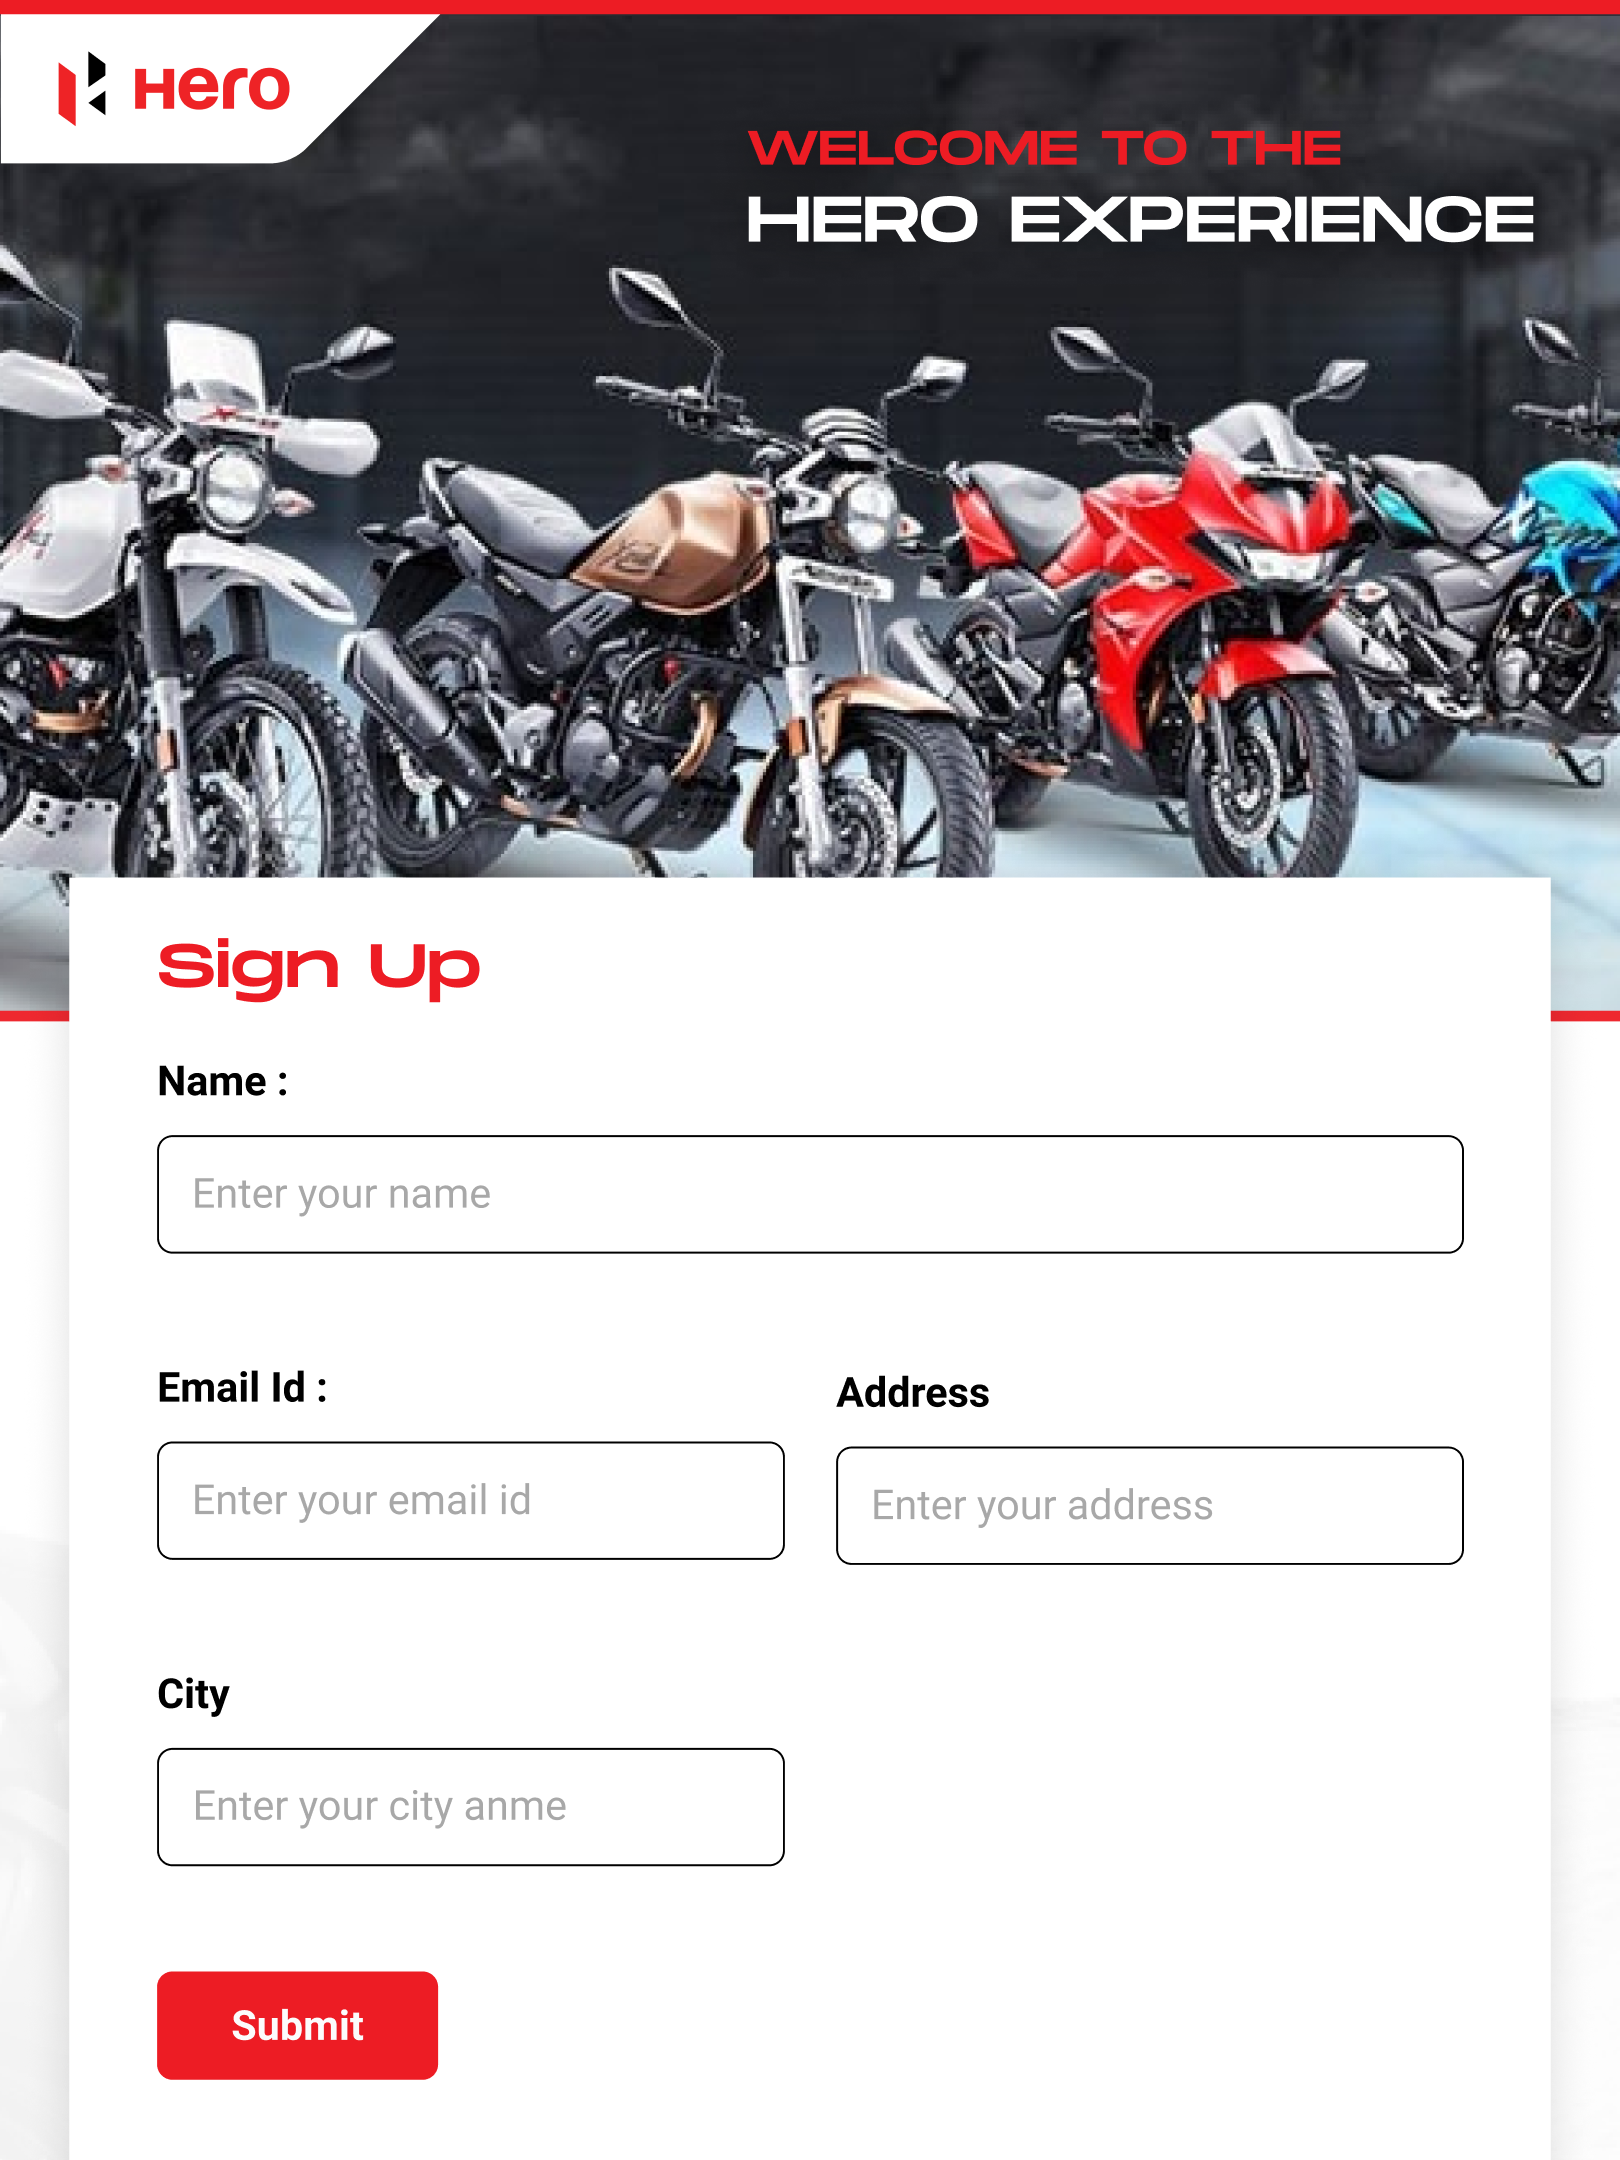 Hero
WELCOME TO THE
HERO EXPERIENCE
Sign Up
Name :
Enter your name
Email Id :
Address
Enter your email id
Enter your address
City
Enter your city anme
Submit